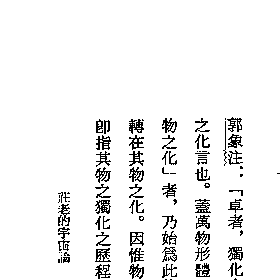 郭象注：「卓者，獨化
之化言也。蓋萬物形體
物之化」者，乃始爲此
轉在其物之化。因惟物
卽指其物之獨化之歷程
莊老的宇宙論